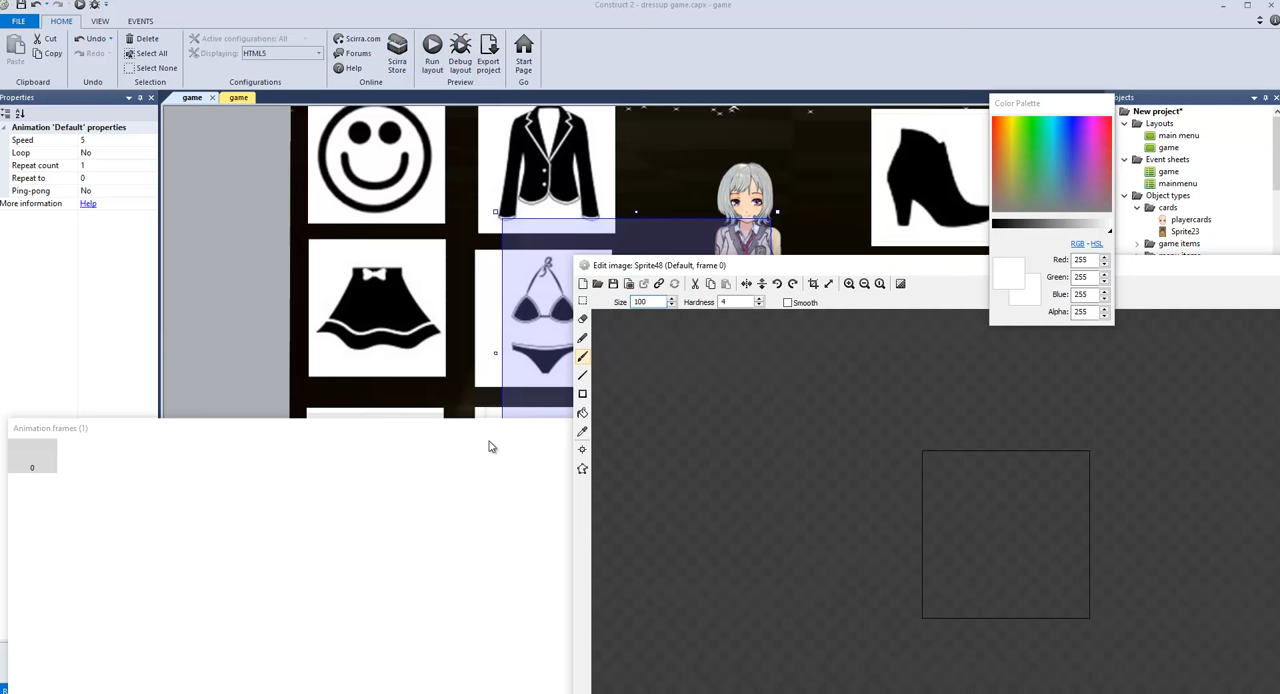 Construct 2 - dressup game.capx - game
FILE HOME VIEW EVENTS
Paste Cut Copy Clipboard
Undo Redo Undo
Delete Select All Select None Selection
Active configurations: All
Displaying: HTML5
Configurations
Scirra.com Forums Help Scirra Store Online
Run layout Debug layout Export project Preview
Start Page Go
Properties
game game
Animation 'Default' properties
Speed 5
Loop No
Repeat count 1
Repeat to 0
Ping-pong No
More information Help
Color Palette
RGB - HSL
Red: 255
Green: 255
Blue: 255
Alpha: 255
ojects
New project*
Layouts
main menu
game
Event sheets
game
mainmenu
Object types
cards
playercards
Sprite23
game items
Edit image: Sprite48 (Default, frame 0)
Size 100 Hardness 4 Smooth
Animation frames (1)
0